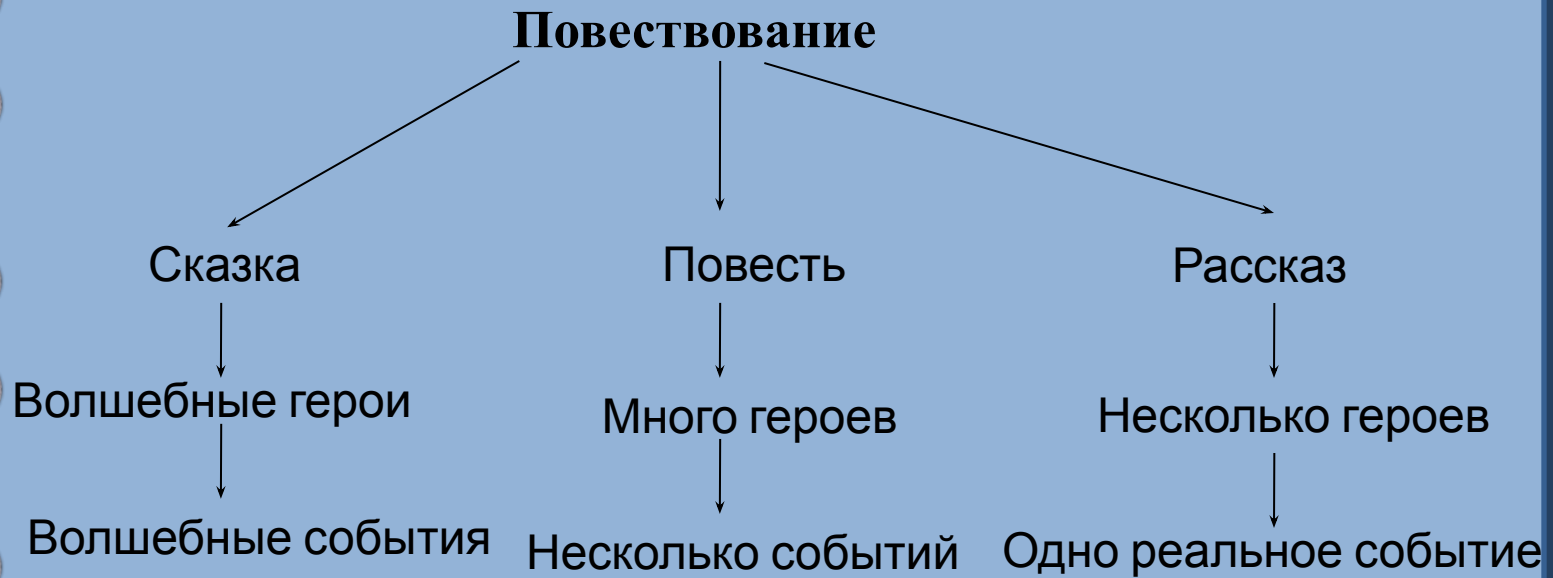 Повествование
Сказка
Повесть
Рассказ
Волшебные герои
Много героев
Несколько героев
Волшебные события
Несколько событий
Одно реальное событие